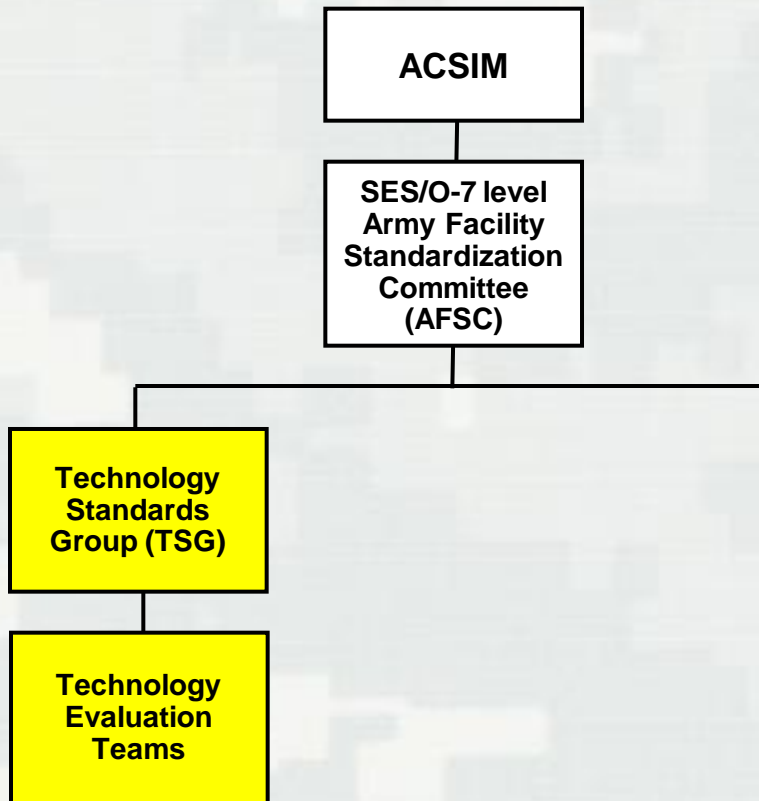 ACSIM
SES/O-7 level
Army Facility
Standardization
Committee
(AFSC)
Technology
Standards
Group (TSG)
Technology
Evaluation
Teams